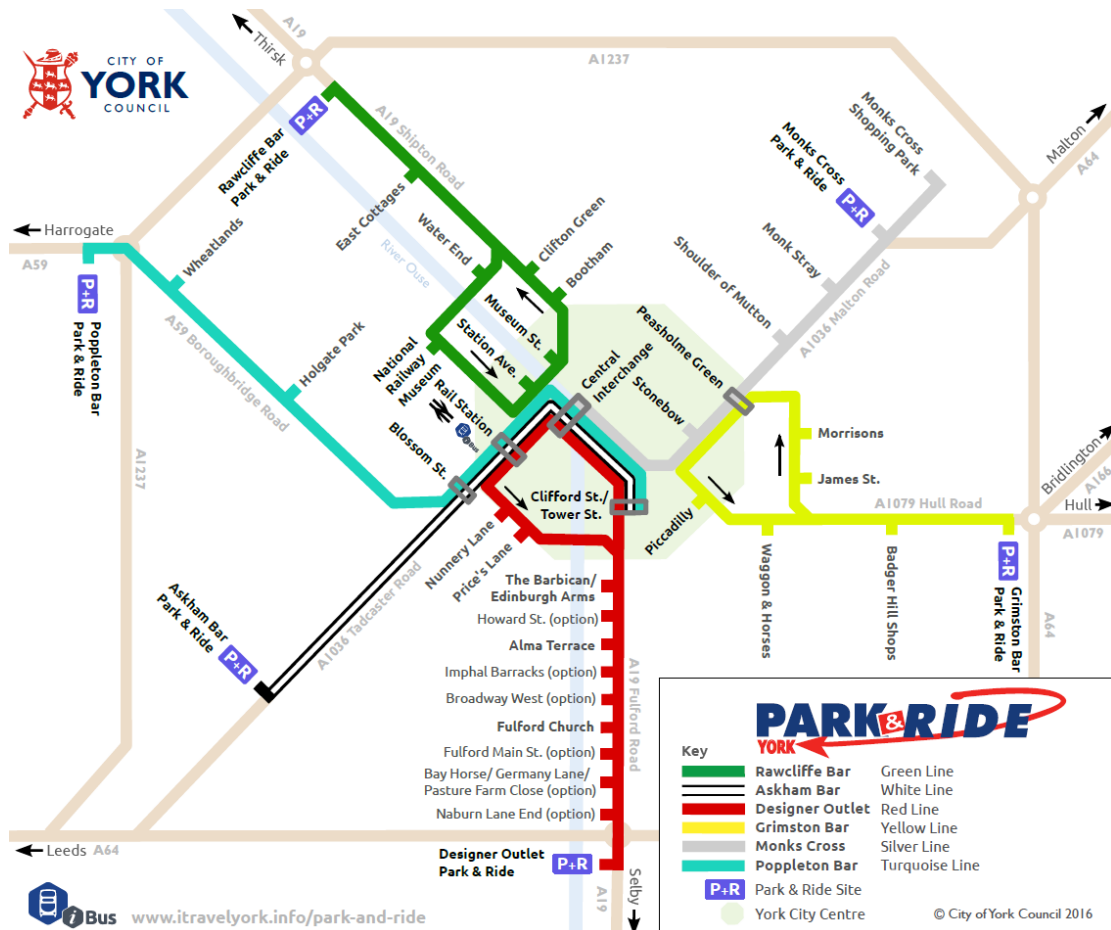 CITY OF
YORK
COUNCIL
A19
Thirsk
A1237
Rawcliffe Bar
Park & Ride
P+R
A19 Shipton Road
East Cottages
Water End
Clifton Green
Bootham
River Ouse
Museum St.
Station Ave.
National
Railway
Museum
Rail Station
iBus
Blossom St.
Harrogate
A59
P+R
Poppleton Bar
Park & Ride
Wheatlands
A59 Boroughbridge Road
Holgate Park
A1237
Monks Cross
Shopping Park
Monks Cross
Park & Ride
P+R
Malton
A64
Monk Stray
Shoulder of Mutton
A1036 Malton Road
Peasholme Green
Stonebow
Central
Interchange
Morrisons
James St.
A1079 Hull Road
Bridlington
A166
Hull
A1079
Piccadilly
Waggon & Horses
Badger Hill Shops
P+R
Grimston Bar
Park & Ride
A64
Clifford St./
Tower St.
Nunnery Lane
Price's Lane
Askham Bar
Park & Ride
P+R
A1036 Tadcaster Road
The Barbican/
Edinburgh Arms
Howard St. (option)
Alma Terrace
Imphal Barracks (option)
Broadway West (option)
Fulford Church
Fulford Main St. (option)
Bay Horse/ Germany Lane/
Pasture Farm Close (option)
Naburn Lane End (option)
A19 Fulford Road
Designer Outlet
Park & Ride
P+R
A19
Selby
Leeds
A64
PARK & RIDE
YORK
Key
Rawcliffe Bar Green Line
Askham Bar White Line
Designer Outlet Red Line
Grimston Bar Yellow Line
Monks Cross Silver Line
Poppleton Bar Turquoise Line
P+R Park & Ride Site
York City Centre
© City of York Council 2016
iBus www.itravelyork.info/park-and-ride